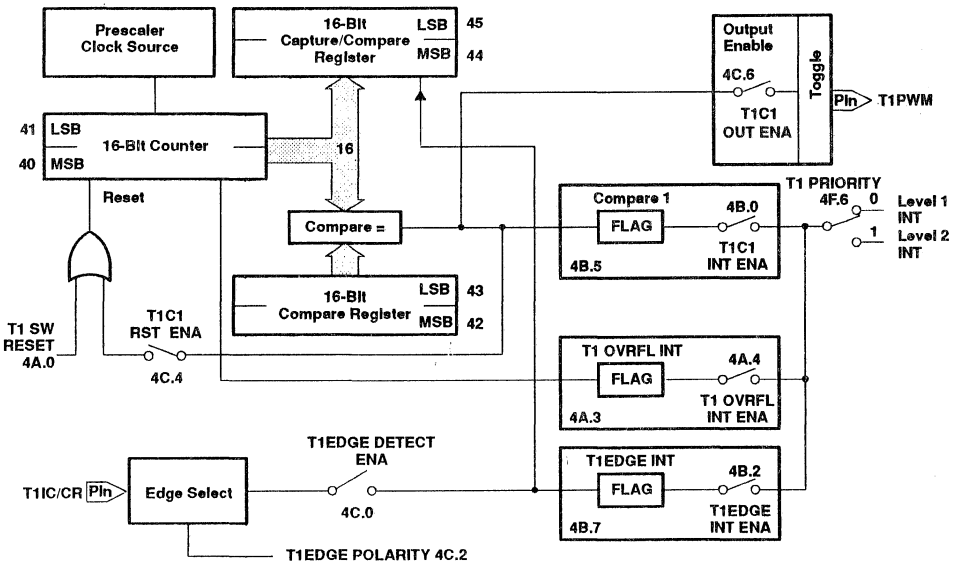 Prescaler
Clock Source
16-Bit
Capture/Compare
Register
LSB
MSB
45
44
Output
Enable
4C.6
T1C1
OUT ENA
Toggle
Pin
T1PWM
41
40
LSB
MSB
16-Bit Counter
16
Reset
Compare =
Compare 1
FLAG
4B.0
T1C1
INT ENA
4B.5
T1 PRIORITY
4F.6
0
1
Level 1
INT
Level 2
INT
16-Bit
Compare Register
LSB
MSB
43
42
T1 SW
RESET
4A.0
T1C1
RST ENA
4C.4
T1 OVRFL INT
FLAG
4A.4
T1 OVRFL
INT ENA
4A.3
T1EDGE DETECT
ENA
4C.0
T1IC/CR
Pin
Edge Select
T1EDGE INT
FLAG
4B.2
T1EDGE
INT ENA
4B.7
T1EDGE POLARITY 4C.2